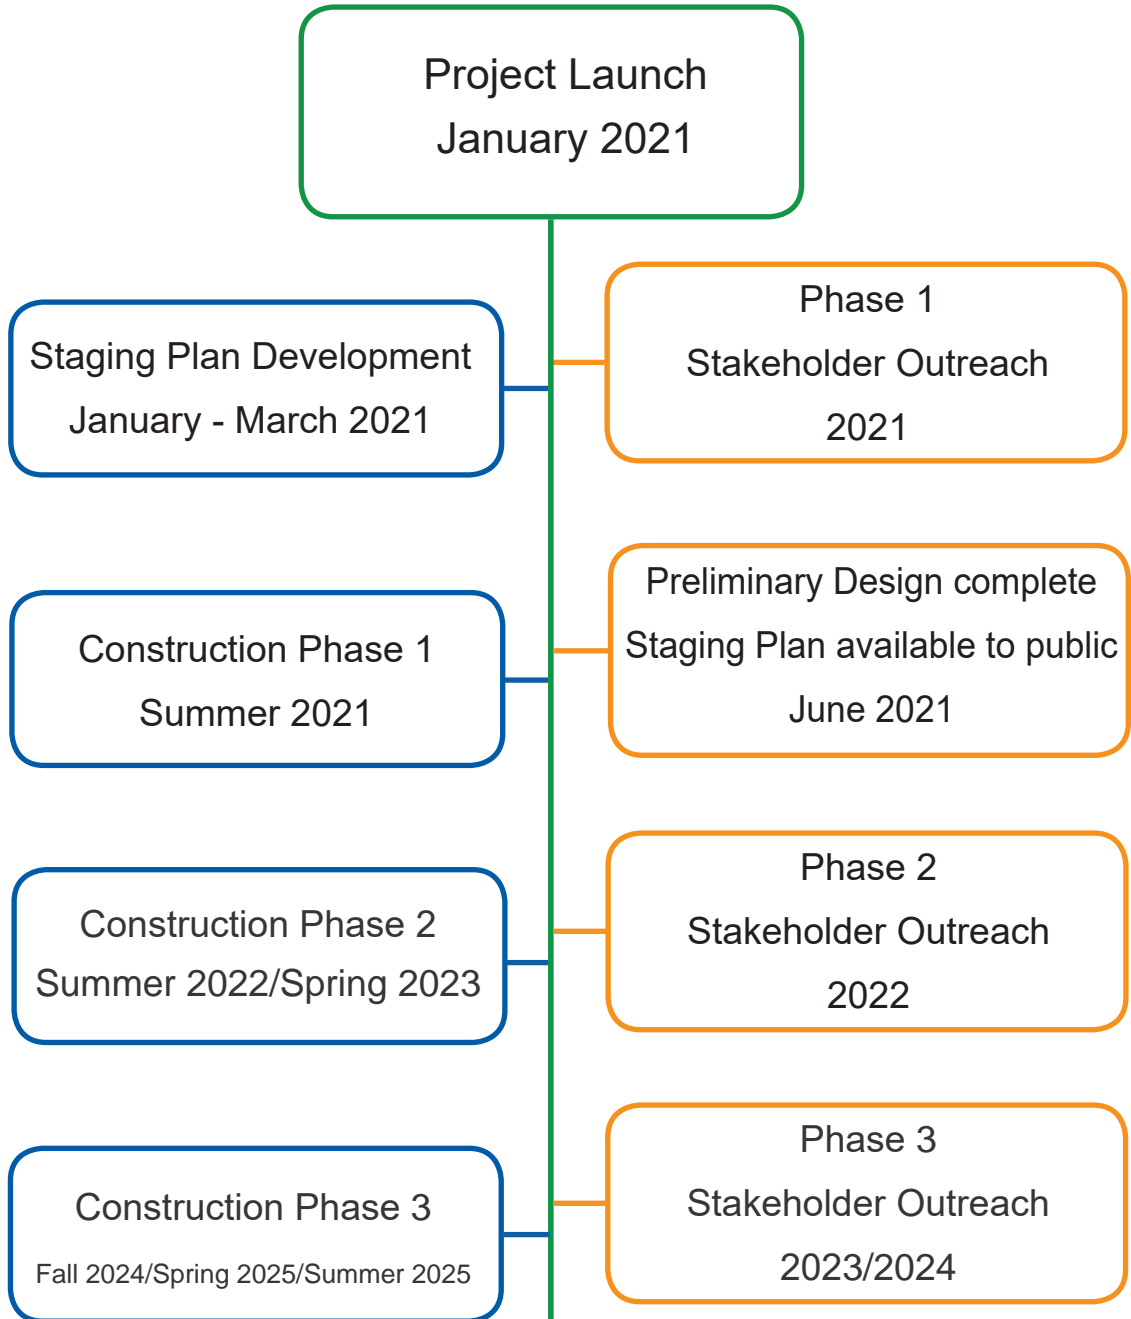 Project Launch
January 2021
Phase 1
Stakeholder Outreach
2021
Staging Plan Development
January - March 2021
Preliminary Design complete
Staging Plan available to public
June 2021
Construction Phase 1
Summer 2021
Phase 2
Stakeholder Outreach
2022
Construction Phase 2
Summer 2022/Spring 2023
Phase 3
Stakeholder Outreach
2023/2024
Construction Phase 3
Fall 2024/Spring 2025/Summer 2025